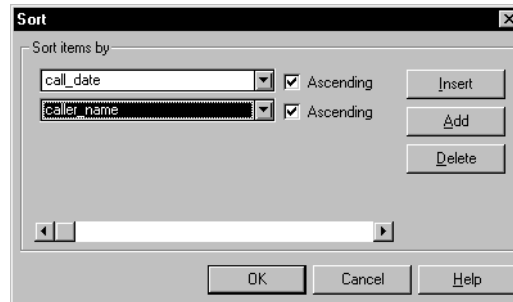 Sort
Sort items by
call_date Ascending Insert
caller_name Ascending Add
Delete
OK Cancel Help